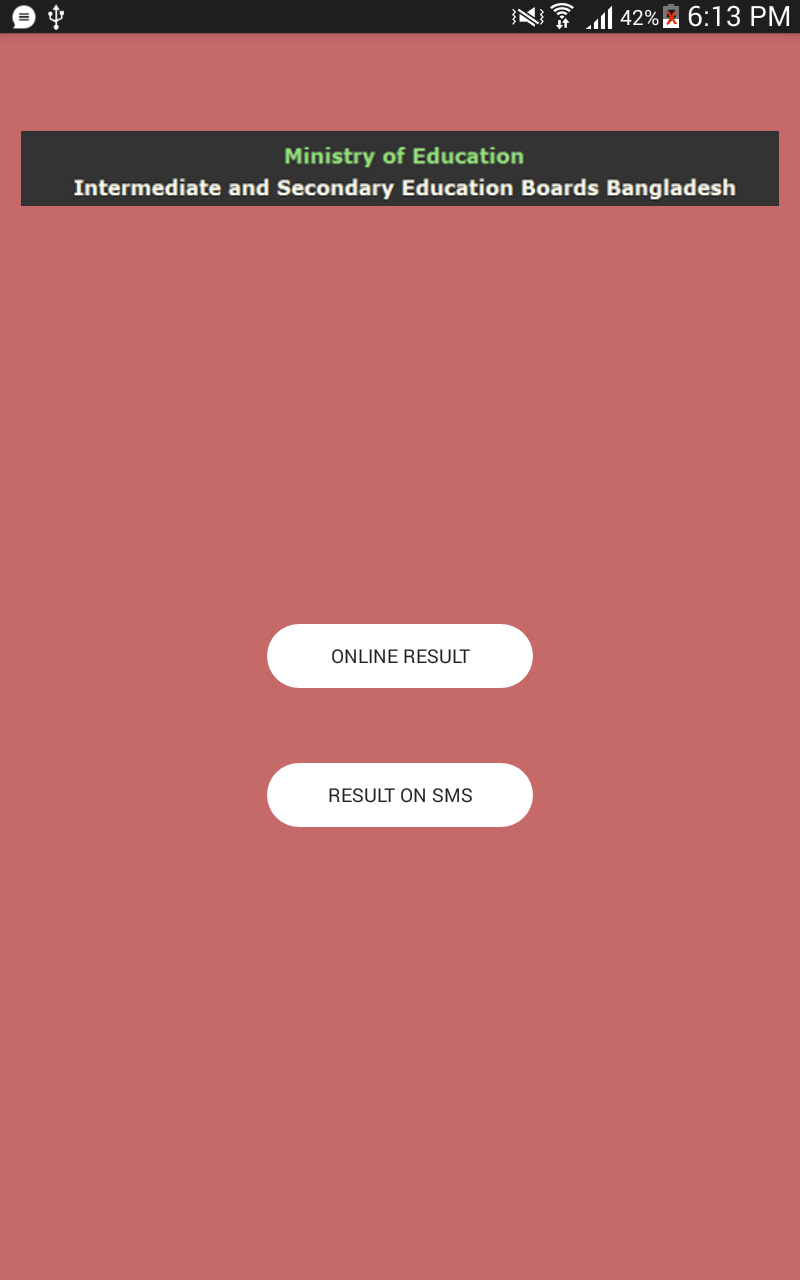 42% 6:13 PM
Ministry of Education
Intermediate and Secondary Education Boards Bangladesh
ONLINE RESULT
RESULT ON SMS